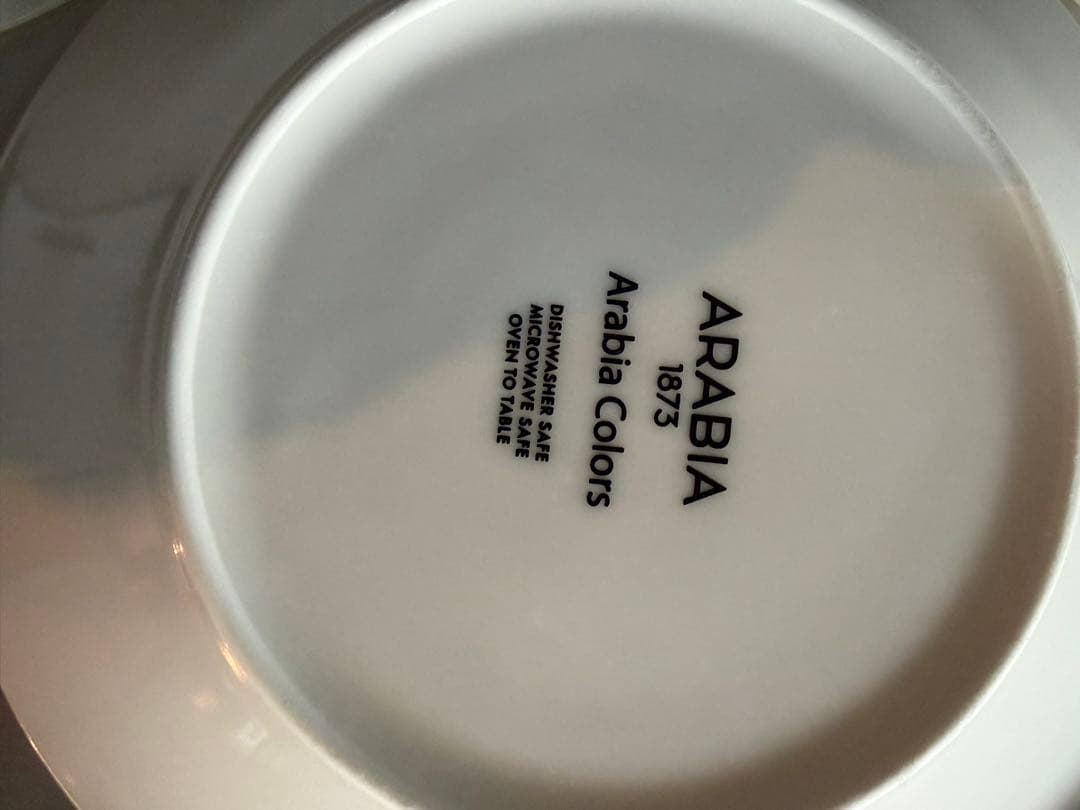 ARABIA
1873
Arabia Colors
DISHWASHER SAFE
MICROWAVE SAFE
OVEN TO TABLE